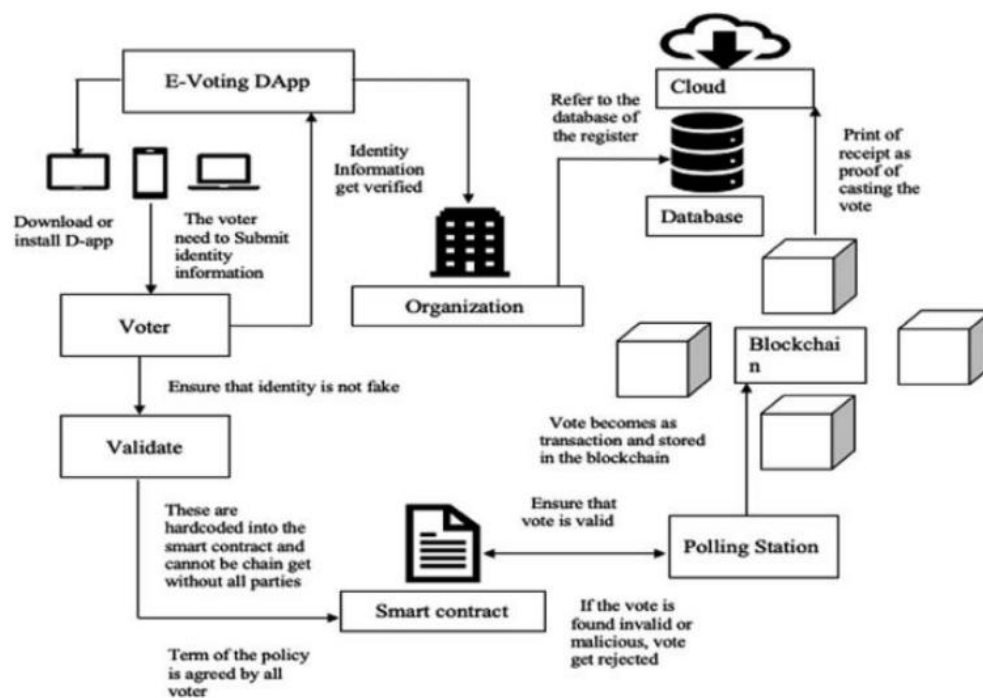 E-Voting DApp
Cloud
Refer to the
database of
the register
Print of
receipt as
proof of
casting the
vote
Identity
Information
get verified
Download or
install D-app
The voter
need to Submit
identity
information
Database
Organization
Voter
Blockchai
n
Ensure that identity is not fake
Validate
Vote becomes as
transaction and stored
in the blockchain
These are
hardcoded into the
smart contract and
cannot be chain get
without all parties
Ensure that
vote is valid
Polling Station
Smart contract
If the vote is
found invalid or
malicious, vote
get rejected
Term of the policy
is agreed by all
voter